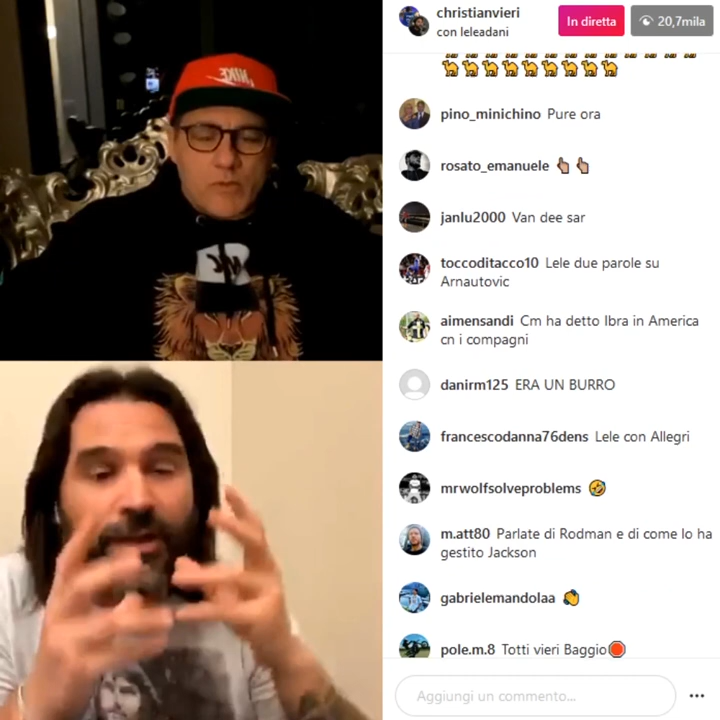 christianvieri
con leleadani
In diretta
20,7mila
pino_minichino Pure ora
rosato_emanuele
janlu2000 Van dee sar
toccoditacco10 Lele due parole su
Arnautovic
aimensandi Cm ha detto Ibra in America
cn i compagni
danirm125 ERA UN BURRO
francescodanna76dens Lele con Allegri
mrwolfsolveproblems
m.att80 Parlate di Rodman e di come lo ha
gestito Jackson
gabrielemandolaa
pole.m.8 Totti vieri Baggio
Aggiungi un commento...